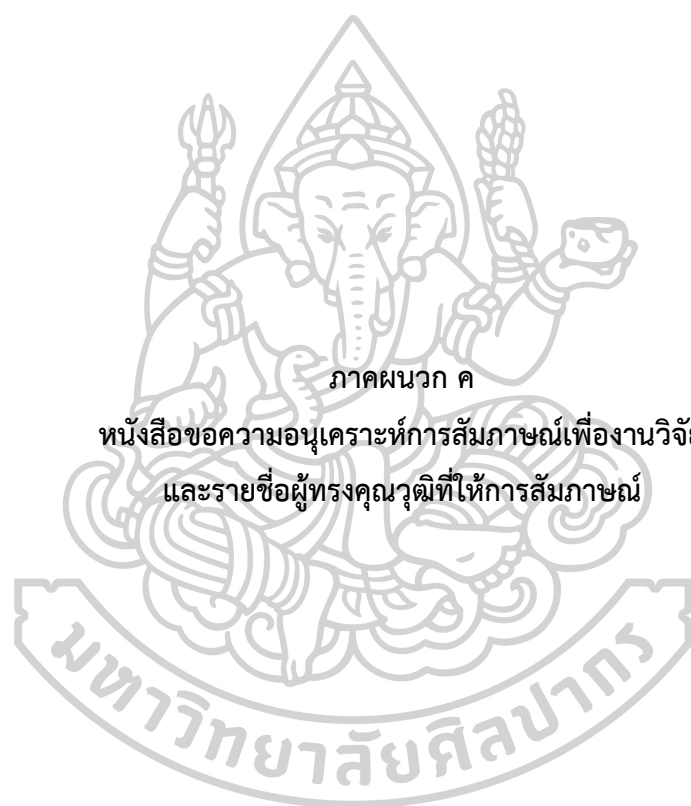 ภาคผนวก ค
หนังสือขอความอนุเคราะห์การสัมภาษณ์เพื่องานวิจัย
และรายชื่อผู้ทรงคุณวุฒิที่ให้การสัมภาษณ์
มหาวิทยาลัยศิลปากร